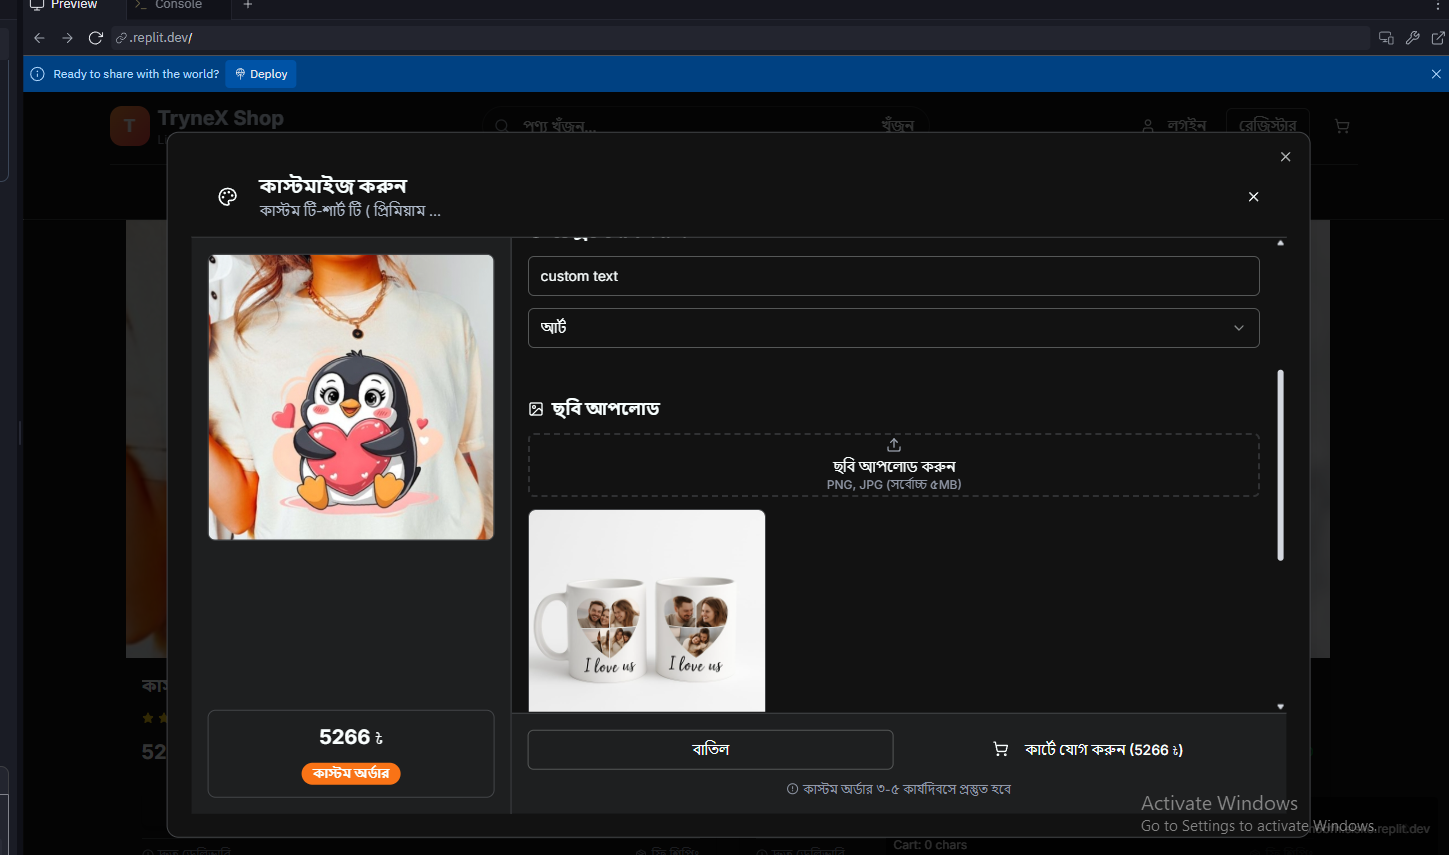 Preview
Console
.replit.dev/
Ready to share with the world?
Deploy
T
TryneX Shop
পণ্য খুঁজুন...
খুঁজুন
লগইন
রেজিস্টার
কাস্টমাইজ করুন
কাস্টম টি-শার্ট টি ( প্রিমিয়াম ...
custom text
আর্ট
ছবি আপলোড
ছবি আপলোড করুন
PNG, JPG (সর্বোচ্চ ৫MB)
I love us
I love us
5266 ৳
কাস্টম অর্ডার
বাতিল
কার্টে যোগ করুন (5266 ৳)
কাস্টম অর্ডার ৩-৫ কার্যদিবসে প্রস্তুত হবে
Activate Windows
Go to Settings to activate Windows.
.replit.dev
Cart: 0 chars